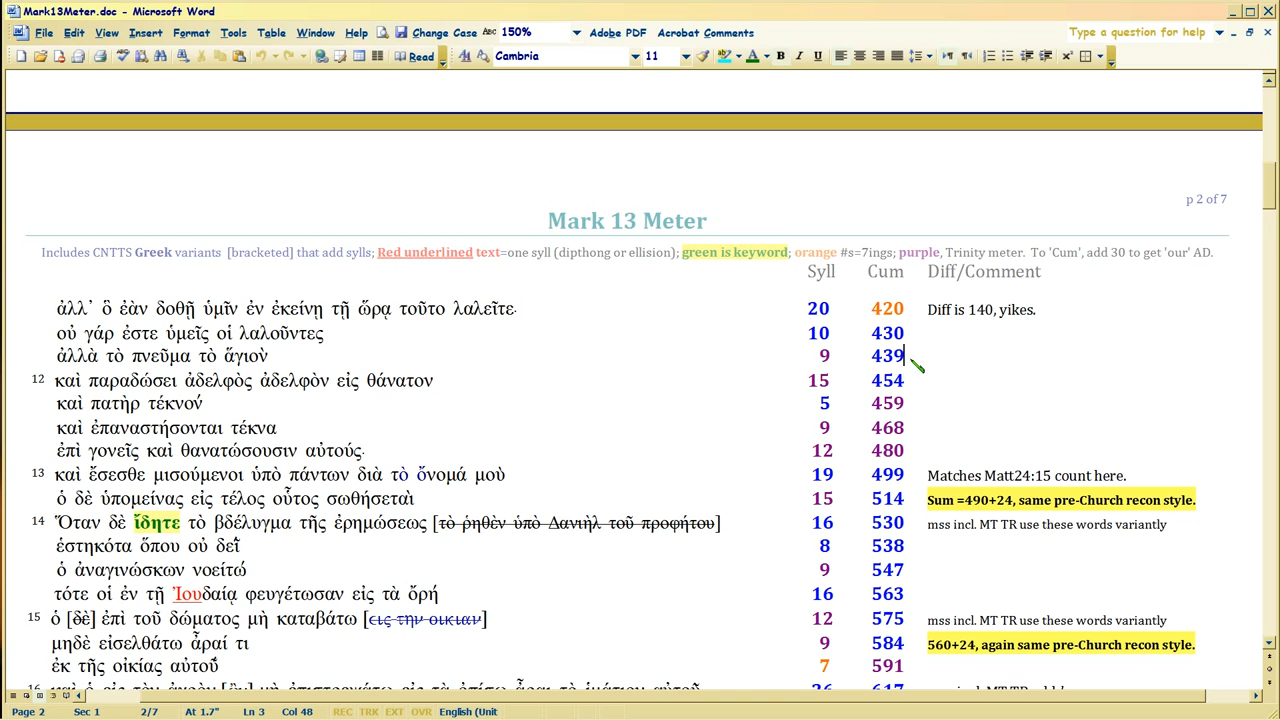 Mark13Meter.doc - Microsoft Word
File Edit View Insert Format Tools Table Window Help Change Case 150% Adobe PDF Acrobat Comments Type a question for help
Read Cambria 11 B I U
p 2 of 7
Mark 13 Meter
Includes CNTTS Greek variants [bracketed] that add sylls; Red underlined text=one syll (dipthong or ellision); green is keyword; orange #s=7ings; purple, Trinity meter. To 'Cum', add 30 to get 'our' AD.
Syll Cum Diff/Comment
ἀλλ᾽ ὃ ἐὰν δοθῇ ὑμῖν ἐν ἐκείνῃ τῇ ὥρᾳ τοῦτο λαλεῖτε· 20 420 Diff is 140, yikes.
οὐ γάρ ἐστε ὑμεῖς οἱ λαλοῦντες 10 430
ἀλλὰ τὸ πνεῦμα τὸ ἅγιον 9 439
12 καὶ παραδώσει ἀδελφὸς ἀδελφὸν εἰς θάνατον 15 454
καὶ πατὴρ τέκνον 5 459
καὶ ἐπαναστήσονται τέκνα 9 468
ἐπὶ γονεῖς καὶ θανατώσουσιν αὐτούς· 12 480
13 καὶ ἔσεσθε μισούμενοι ὑπὸ πάντων διὰ τὸ ὄνομά μοὺ 19 499 Matches Matt24:15 count here.
ὁ δὲ ὑπομείνας εἰς τέλος οὗτος σωθήσεταὶ 15 514 Sum =490+24, same pre-Church recon style.
14 Ὅταν δὲ ἴδητε τὸ βδέλυγμα τῆς ἐρημώσεως [τὸ ῥηθὲν ὑπὸ Δανιὴλ τοῦ προφήτου] 16 530 mss incl. MT TR use these words variantly
ἑστηκότα ὅπου οὐ δεῖ 8 538
ὁ ἀναγινώσκων νοείτω 9 547
τότε οἱ ἐν τῇ Ἰουδαίᾳ φευγέτωσαν εἰς τὰ ὄρή 16 563
15 ὁ [δὲ] ἐπὶ τοῦ δώματος μὴ καταβάτω [εις την οικιαν] 12 575 mss incl. MT TR use these words variantly
μηδὲ εἰσελθάτω ἆραί τι 9 584 560+24, again same pre-Church recon style.
ἐκ τῆς οἰκίας αὐτοῦ 7 591
Page 2 Sec 1 2/7 At 1.7" Ln 3 Col 48 REC TRK EXT OVR English (Unit